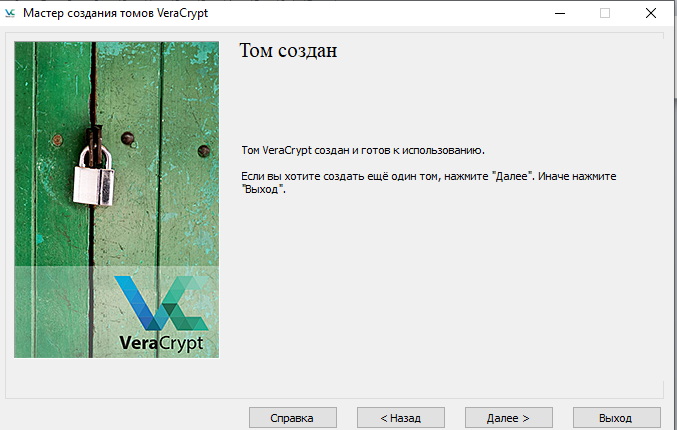 Мастер создания томов VeraCrypt
Том создан
Том VeraCrypt создан и готов к использованию.
Если вы хотите создать ещё один том, нажмите "Далее". Иначе нажмите
"Выход".
VeraCrypt
Справка
< Назад
Далее >
Выход